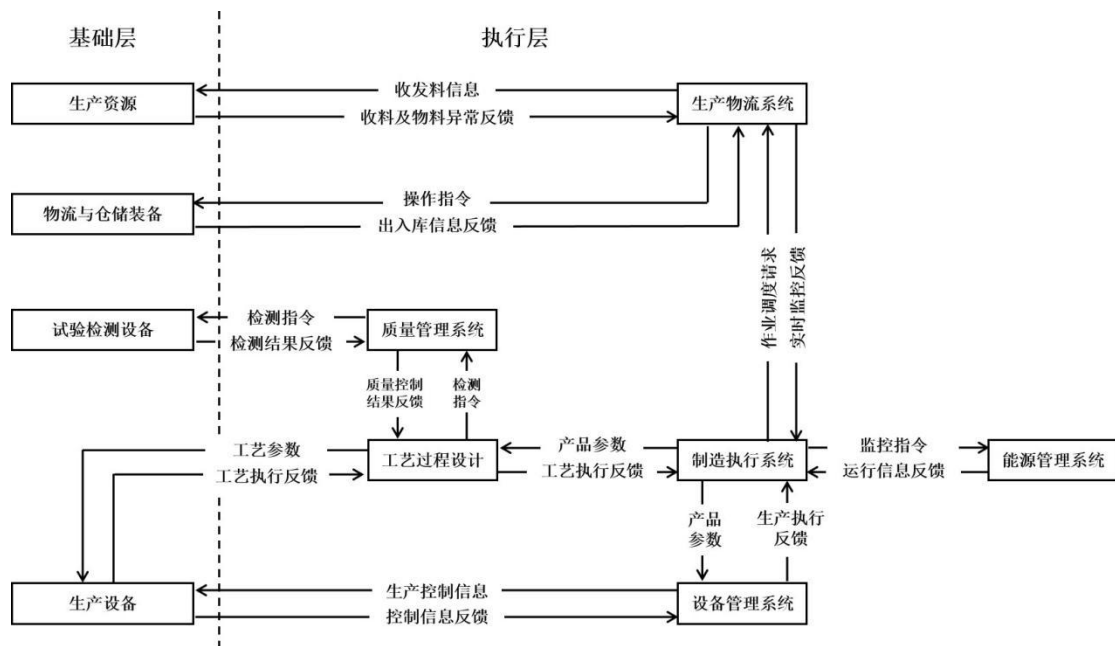 基础层
执行层
收发料信息
生产资源
生产物流系统
收料及物料异常反馈
操作指令
物流与仓储装备
出入库信息反馈
作业调度请求
实时监控反馈
检测指令
试验检测设备
质量管理系统
检测结果反馈
质量控制
结果反馈
检测
指令
工艺参数
工艺过程设计
产品参数
制造执行系统
监控指令
能源管理系统
工艺执行反馈
工艺执行反馈
运行信息反馈
产品
参数
生产执行
反馈
生产控制信息
生产设备
设备管理系统
控制信息反馈